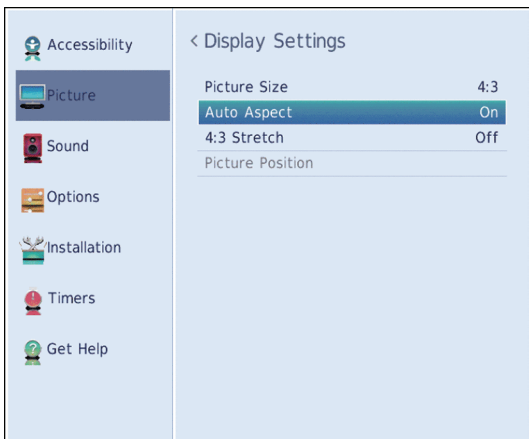 Accessibility
Picture
Sound
Options
Installation
Timers
Get Help
< Display Settings
Picture Size 4:3
Auto Aspect On
4:3 Stretch Off
Picture Position